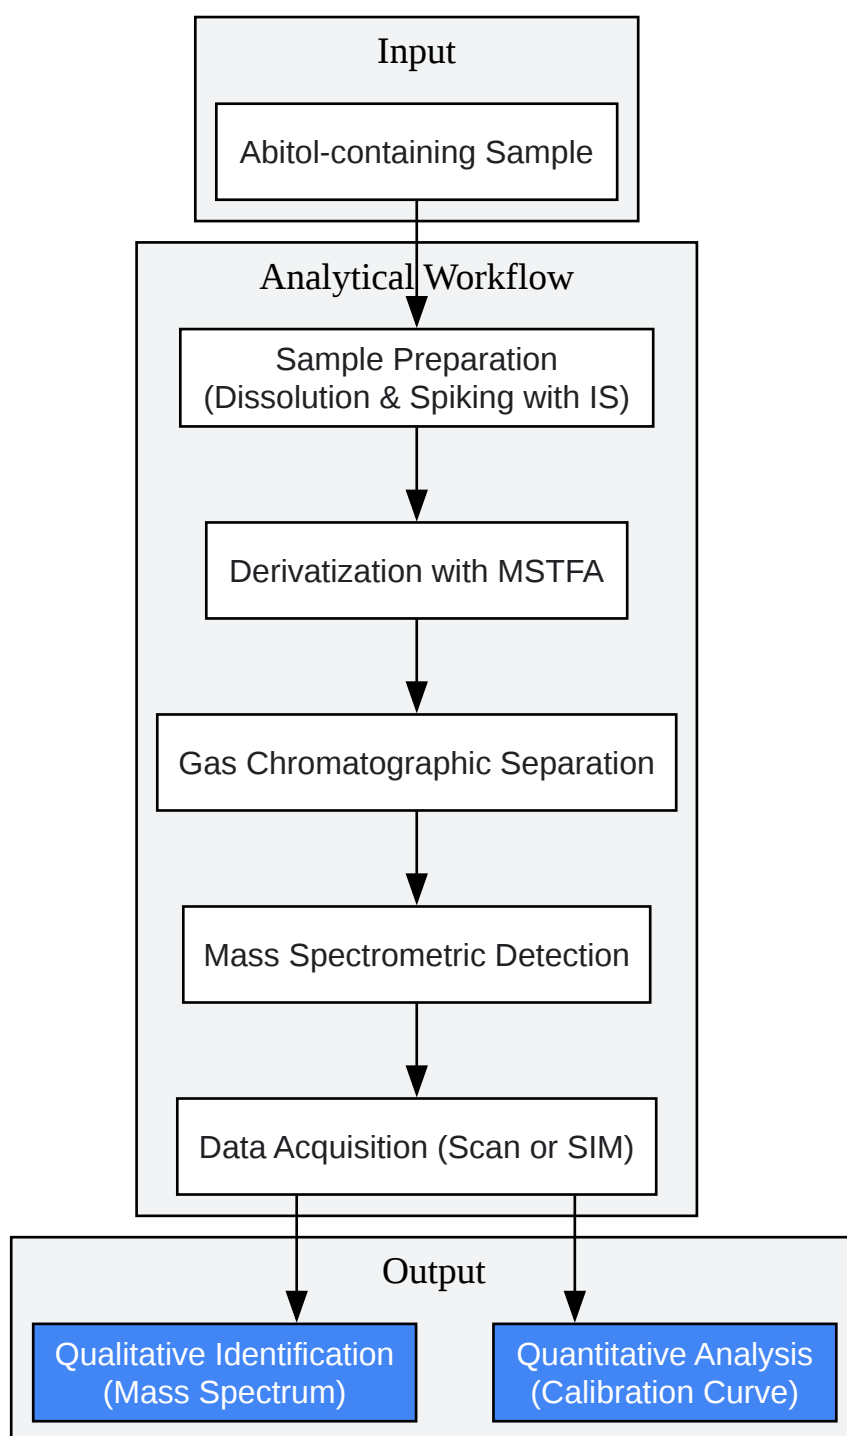 Input
Abitol-containing Sample
Analytical Workflow
Sample Preparation
(Dissolution & Spiking with IS)
Derivatization with MSTFA
Gas Chromatographic Separation
Mass Spectrometric Detection
Data Acquisition (Scan or SIM)
Output
Qualitative Identification
(Mass Spectrum)
Quantitative Analysis
(Calibration Curve)